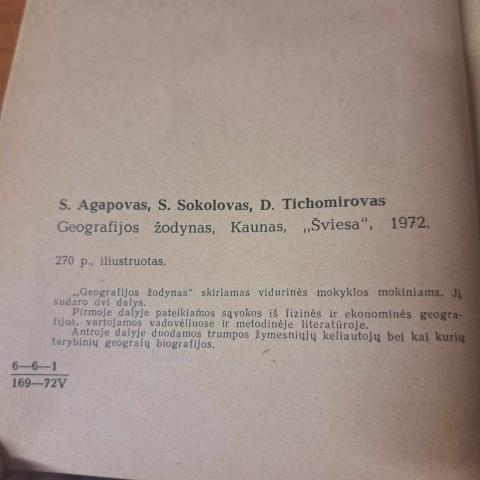 S. Agapovas, S. Sokolovas, D. Tichomirovas
Geografijos žodynas, Kaunas, „Šviesa“, 1972.
270 p., iliustruotas.
„Geografijos žodynas“ skiriamas vidurinės mokyklos mokiniams. Jį
sudaro dvi dalys.
Pirmoje dalyje pateikiamos sąvokos iš fizinės ir ekonominės geogra-
fijos, vartojamos vadovėliuose ir metodinėje literatūroje.
Antroje dalyje duodamos trumpos žymesniųjų keliautojų bei kai kurių
tarybinių geografų biografijos.
6—6—1
169—72V